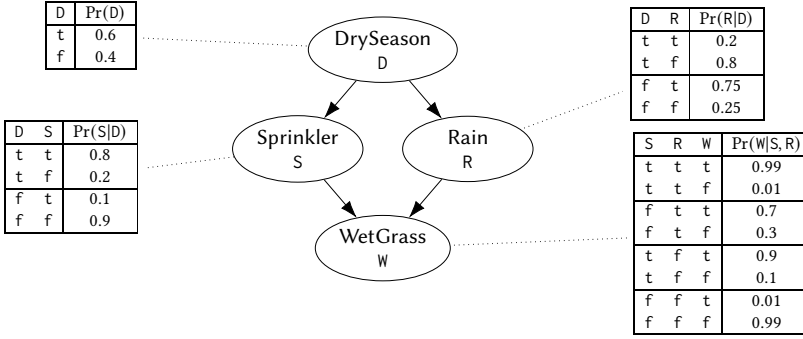 D Pr(D)
t 0.6
f 0.4
DrySeason
D
D R Pr(R|D)
t t 0.2
t f 0.8
f t 0.75
f f 0.25
D S Pr(S|D)
t t 0.8
t f 0.2
f t 0.1
f f 0.9
Sprinkler
S
Rain
R
WetGrass
W
S R W Pr(W|S, R)
t t t 0.99
t t f 0.01
f t t 0.7
f t f 0.3
t f t 0.9
t f f 0.1
f f t 0.01
f f f 0.99